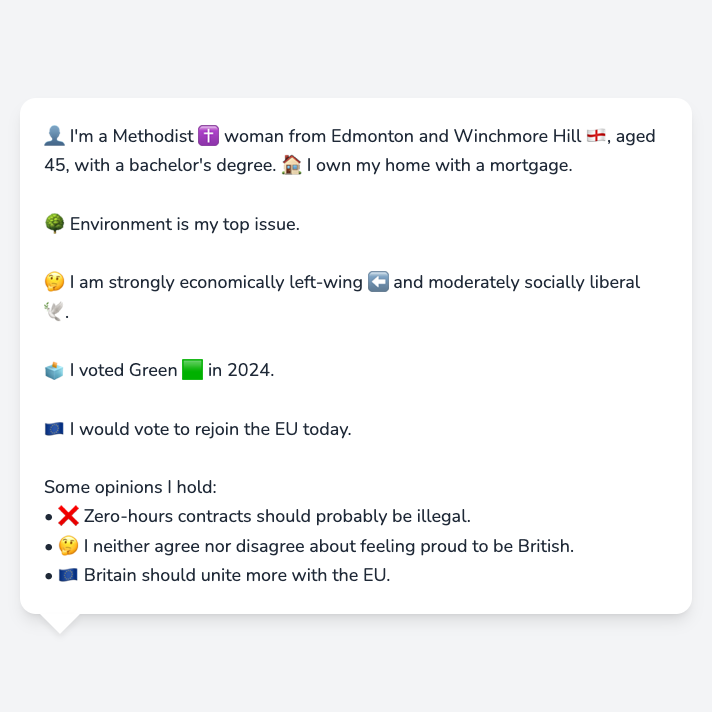 👤 I'm a Methodist ✝️ woman from Edmonton and Winchmore Hill 🏴󠁧󠁢󠁥󠁮󠁧󠁿, aged
45, with a bachelor's degree. 🏠 I own my home with a mortgage.
🌳 Environment is my top issue.
🤔 I am strongly economically left-wing ⬅️ and moderately socially liberal
🕊️.
🗳️ I voted Green 🟩 in 2024.
🇪🇺 I would vote to rejoin the EU today.
Some opinions I hold:
• ❌ Zero-hours contracts should probably be illegal.
• 🤔 I neither agree nor disagree about feeling proud to be British.
• 🇪🇺 Britain should unite more with the EU.